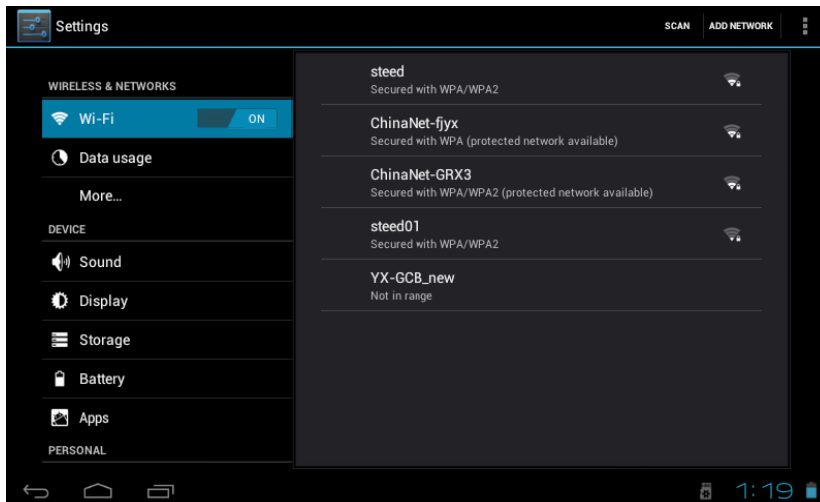 Settings
SCAN
ADD NETWORK
WIRELESS & NETWORKS
Wi-Fi
ON
Data usage
More...
DEVICE
Sound
Display
Storage
Battery
Apps
PERSONAL
steed
Secured with WPA/WPA2
ChinaNet-fjyx
Secured with WPA (protected network available)
ChinaNet-GRX3
Secured with WPA/WPA2 (protected network available)
steed01
Secured with WPA/WPA2
YX-GCB_new
Not in range
1:19